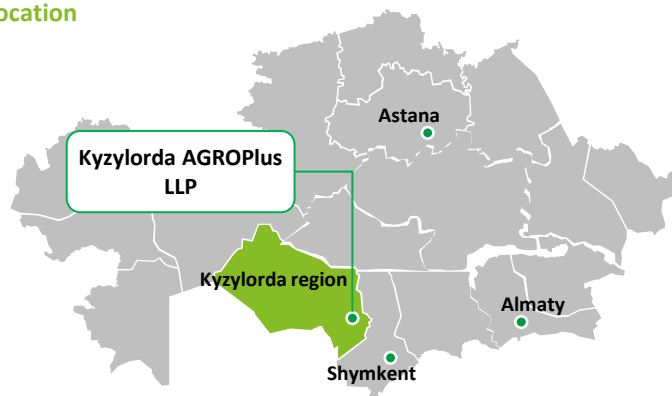 ocation
Astana
Kyzylorda AGROPlus
LLP
Kyzylorda region
Almaty
Shymkent